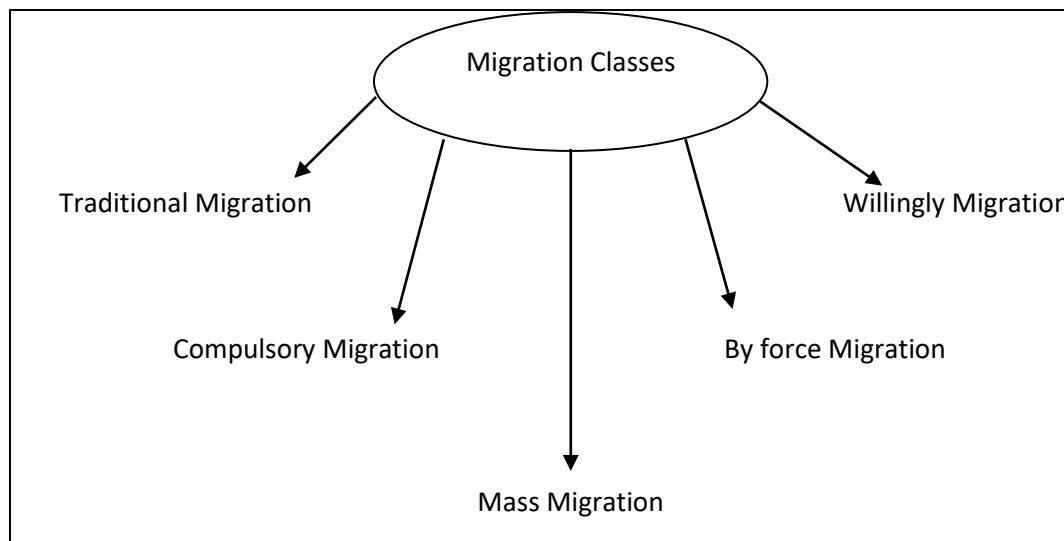 Migration Classes
Traditional Migration
Willingly Migration
Compulsory Migration
By force Migration
Mass Migration